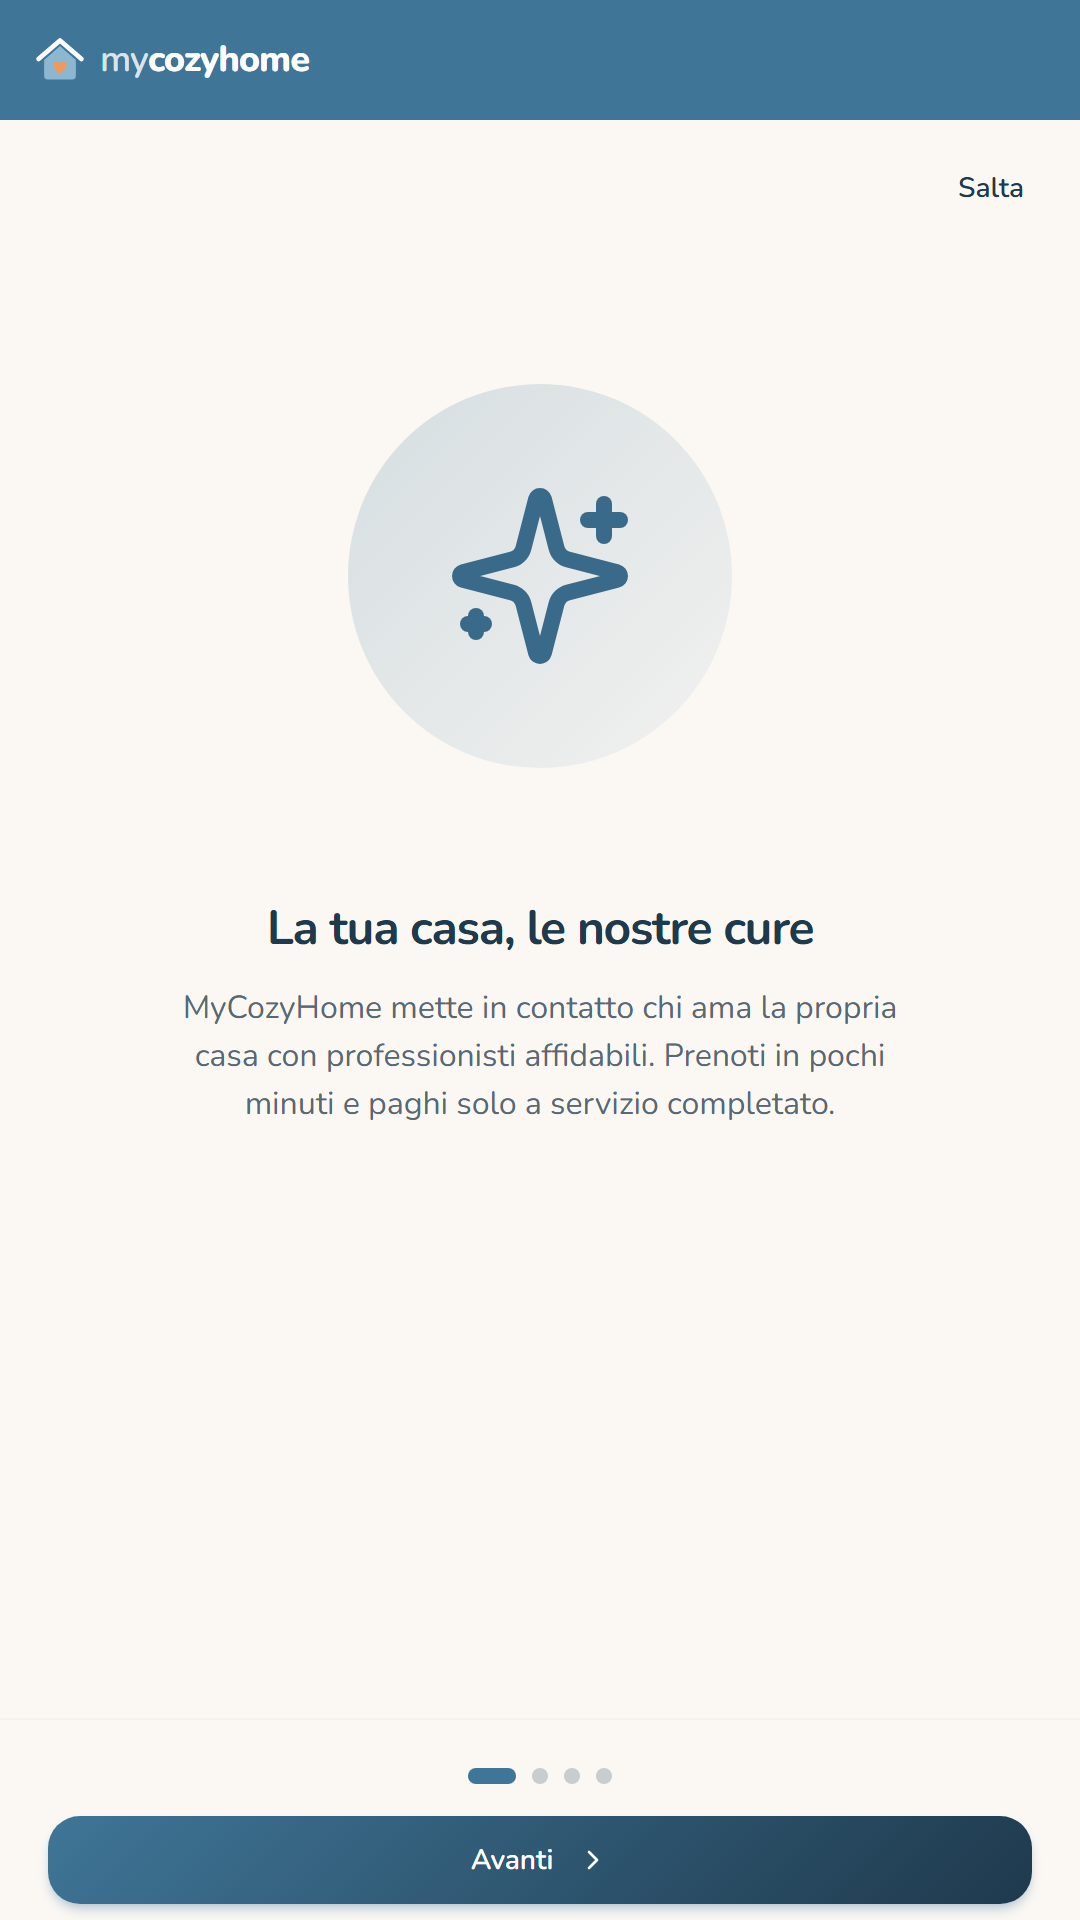 mycozyhome
Salta
La tua casa, le nostre cure
MyCozyHome mette in contatto chi ama la propria
casa con professionisti affidabili. Prenoti in pochi
minuti e paghi solo a servizio completato.
Avanti